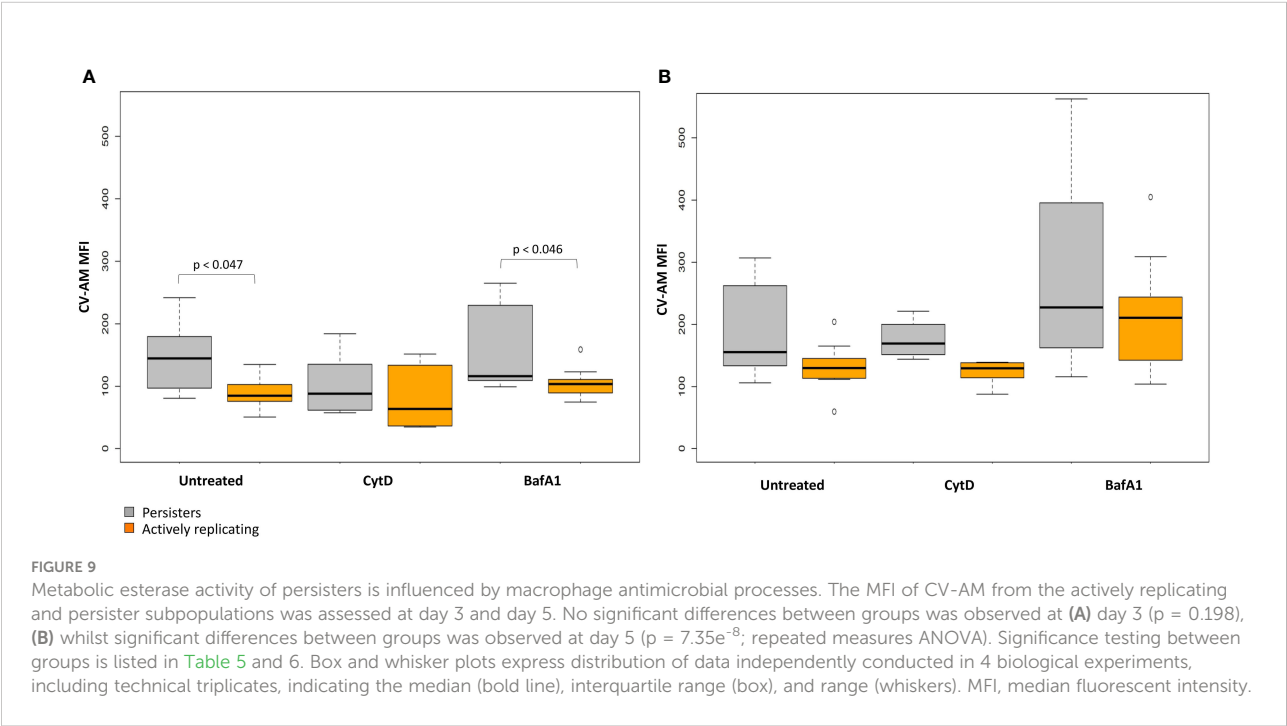 A
B
500
400
300
200
100
0
CV-AM MFI
p < 0.047
p < 0.046
Untreated
CytD
BafA1
500
400
300
200
100
0
CV-AM MFI
Untreated
CytD
BafA1
Persisters
Actively replicating
FIGURE 9
Metabolic esterase activity of persisters is influenced by macrophage antimicrobial processes. The MFI of CV-AM from the actively replicating
and persister subpopulations was assessed at day 3 and day 5. No significant differences between groups was observed at (A) day 3 (p = 0.198),
(B) whilst significant differences between groups was observed at day 5 (p = 7.35e-8; repeated measures ANOVA). Significance testing between
groups is listed in Table 5 and 6. Box and whisker plots express distribution of data independently conducted in 4 biological experiments,
including technical triplicates, indicating the median (bold line), interquartile range (box), and range (whiskers). MFI, median fluorescent intensity.